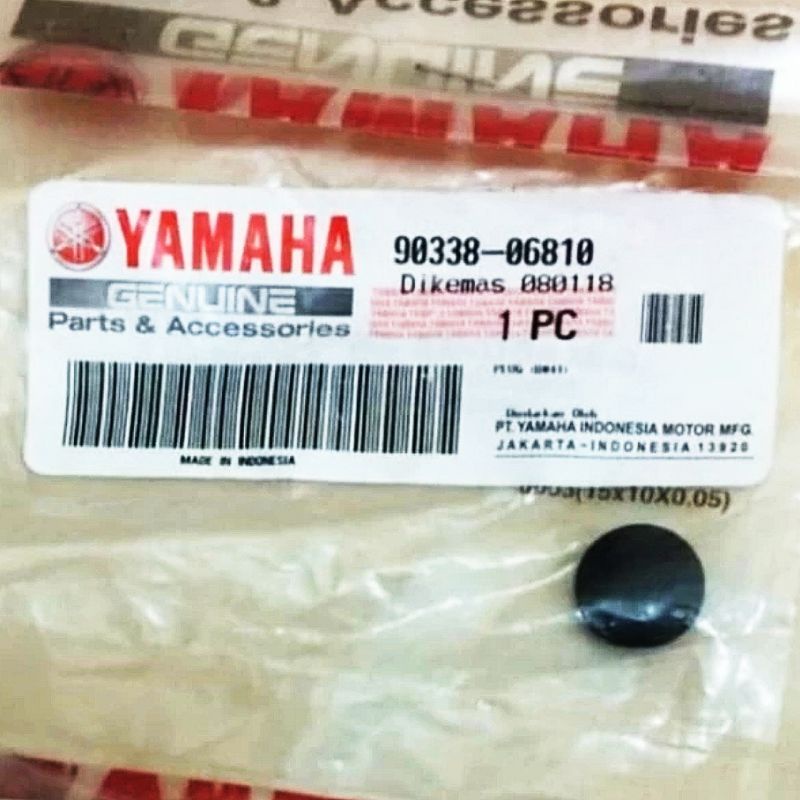 & Accessories
GENUINE
YAMAHA
YAMAHA
GENUINE
Parts & Accessories
90338-06810
Dikemas 080118
1 PC
PLUG
PT. YAMAHA INDONESIA MOTOR MFG.
JAKARTA-INDONESIA 13920
MADE IN INDONESIA
(15X10X0.05)